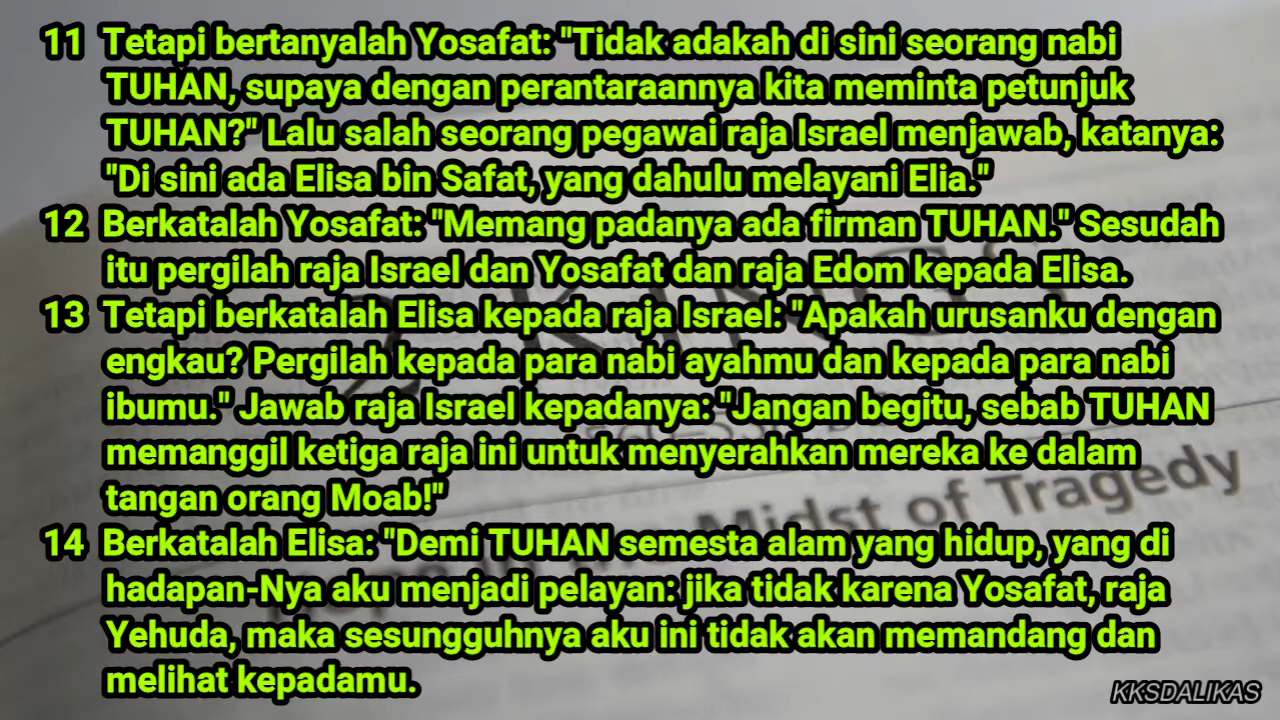 11 Tetapi bertanyalah Yosafat: "Tidak adakah di sini seorang nabi
TUHAN, supaya dengan perantaraannya kita meminta petunjuk
TUHAN?" Lalu salah seorang pegawai raja Israel menjawab, katanya:
"Di sini ada Elisa bin Safat, yang dahulu melayani Elia."
12 Berkatalah Yosafat: "Memang padanya ada firman TUHAN." Sesudah
itu pergilah raja Israel dan Yosafat dan raja Edom kepada Elisa.
13 Tetapi berkatalah Elisa kepada raja Israel: "Apakah urusanku dengan
engkau? Pergilah kepada para nabi ayahmu dan kepada para nabi
ibumu." Jawab raja Israel kepadanya: "Jangan begitu, sebab TUHAN
memanggil ketiga raja ini untuk menyerahkan mereka ke dalam
tangan orang Moab!"
14 Berkatalah Elisa: "Demi TUHAN semesta alam yang hidup, yang di
hadapan-Nya aku menjadi pelayan: jika tidak karena Yosafat, raja
Yehuda, maka sesungguhnya aku ini tidak akan memandang dan
melihat kepadamu.
2 KINGS
Midst of Tragedy
KKSDALIKAS